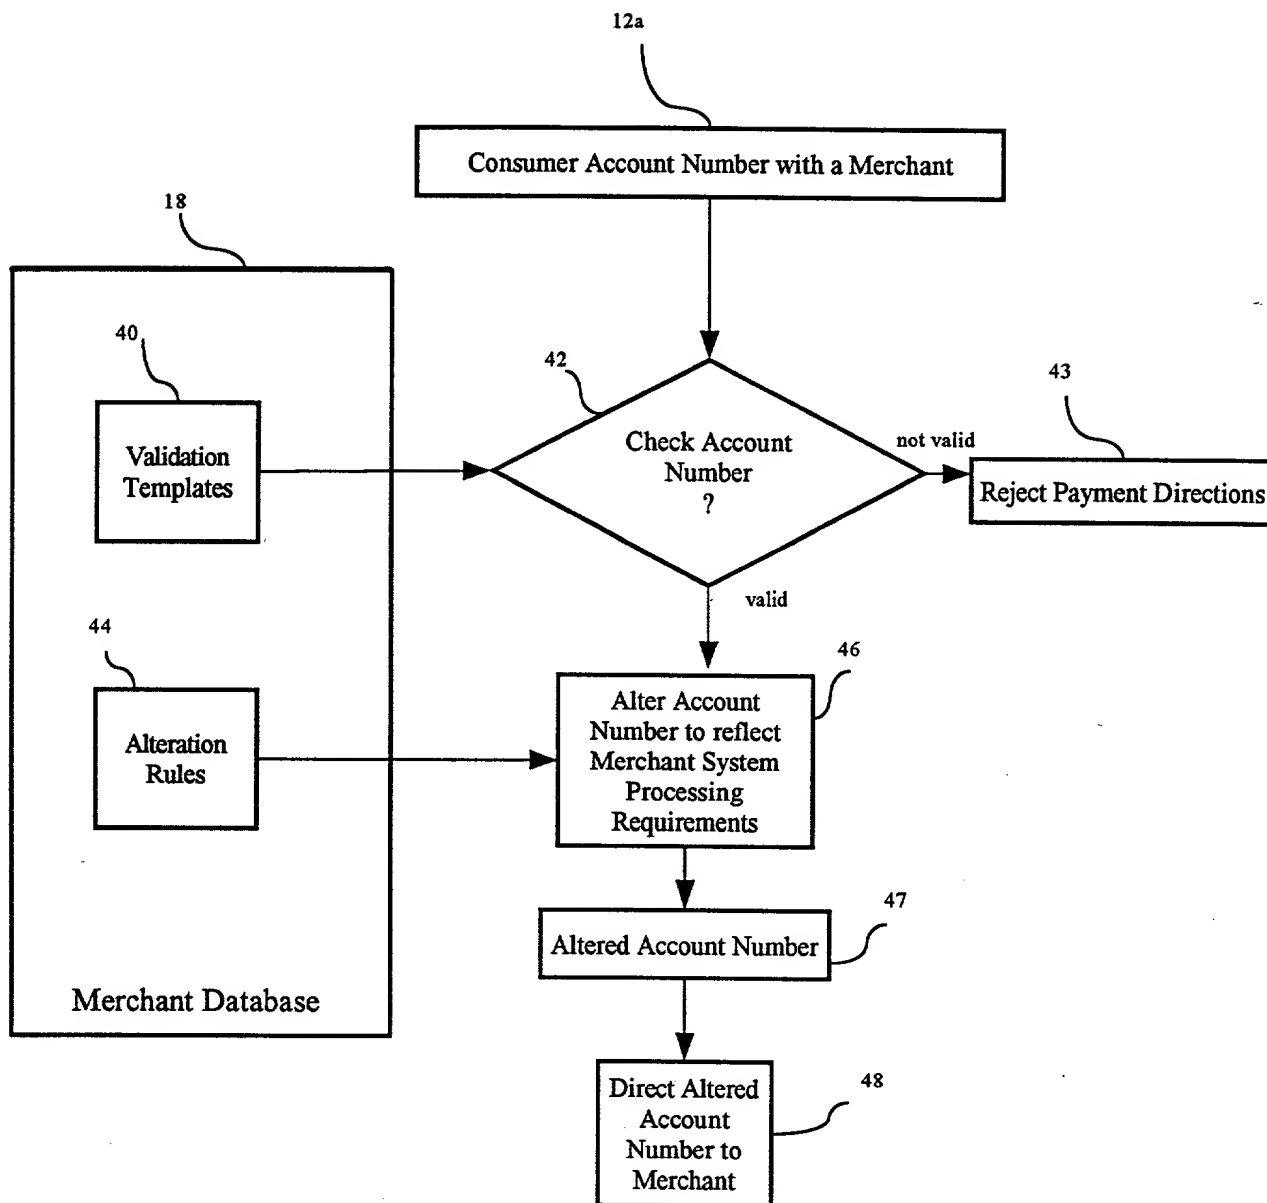 12a
Consumer Account Number with a Merchant
18
40
Validation
Templates
42
Check Account
Number
?
not valid
43
Reject Payment Directions
valid
44
Alteration
Rules
46
Alter Account
Number to reflect
Merchant System
Processing
Requirements
47
Altered Account Number
Merchant Database
48
Direct Altered
Account
Number to
Merchant